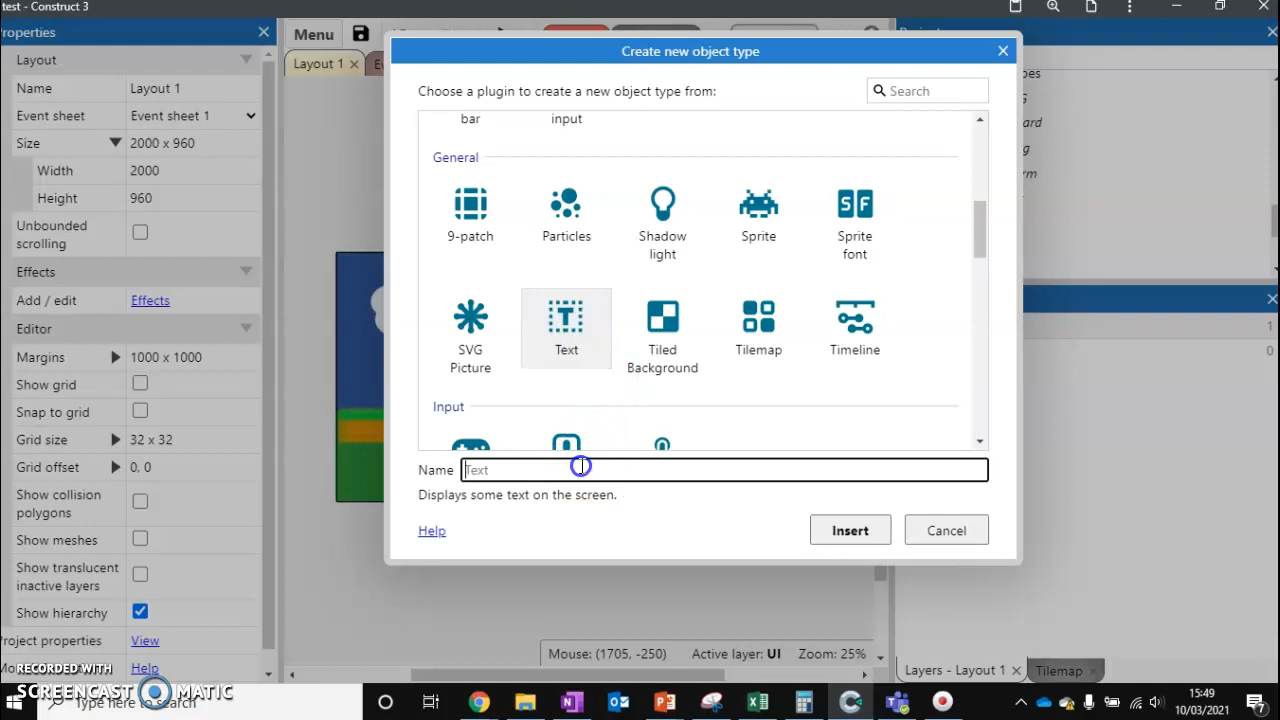 test - Construct 3
Properties
Layout
Name Layout 1
Event sheet Event sheet 1
Size 2000 x 960
Width 2000
Height 960
Unbounded
scrolling
Effects
Add / edit Effects
Editor
Margins 1000 x 1000
Show grid
Snap to grid
Grid size 32 x 32
Grid offset 0, 0
Show collision
polygons
Show meshes
Show translucent
inactive layers
Show hierarchy
Project properties View
Help
Menu
Layout 1
Create new object type
Choose a plugin to create a new object type from:
Search
bar input
General
9-patch Particles Shadow
light Sprite Sprite
font
SVG
Picture Text Tiled
Background Tilemap Timeline
Input
Name Text
Displays some text on the screen.
Help Insert Cancel
Mouse: (1705, -250) Active layer: UI Zoom: 25%
1
0
Layers - Layout 1 Tilemap
RECORDED WITH
SCREENCAST MATIC
Type here to search
15:49
10/03/2021